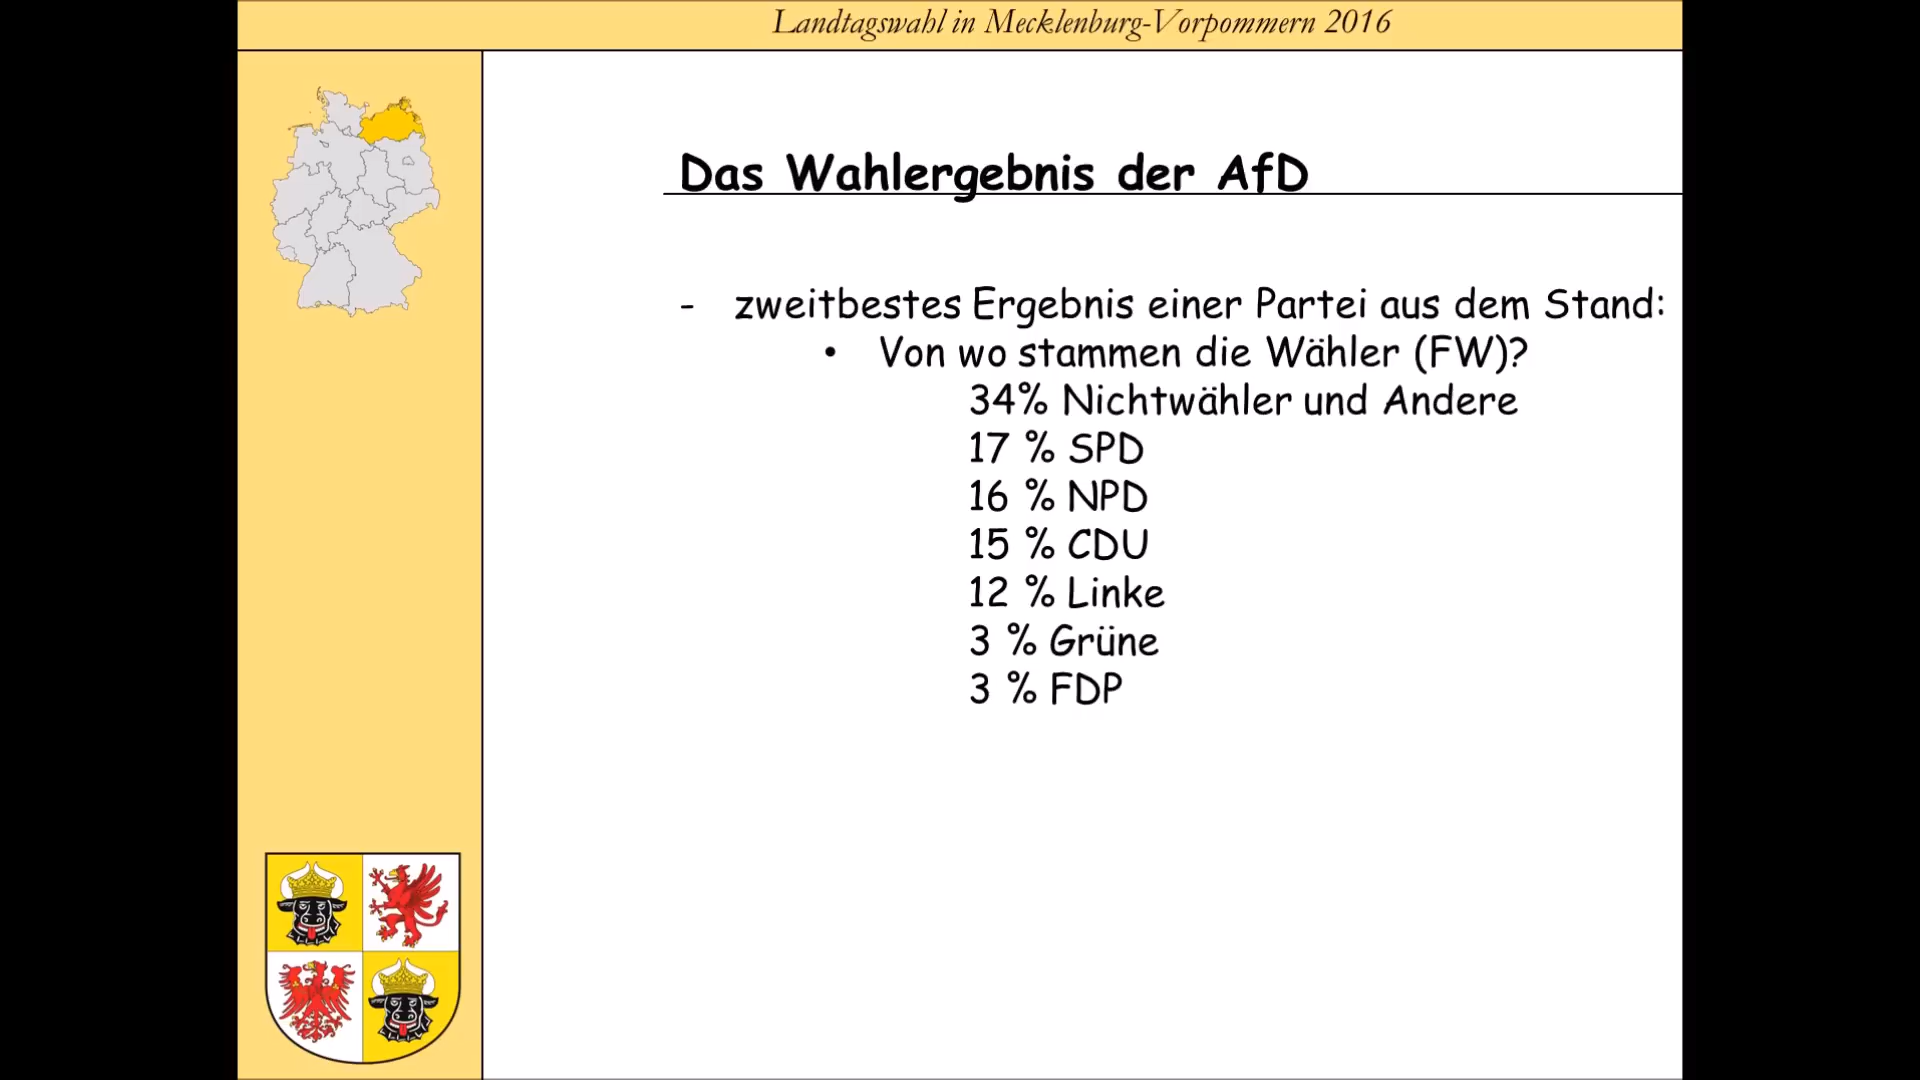 Landtagswahl in Mecklenburg-Vorpommern 2016
Das Wahlergebnis der AfD
- zweitbestes Ergebnis einer Partei aus dem Stand:
• Von wo stammen die Wähler (FW)?
34% Nichtwähler und Andere
17 % SPD
16 % NPD
15 % CDU
12 % Linke
3 % Grüne
3 % FDP